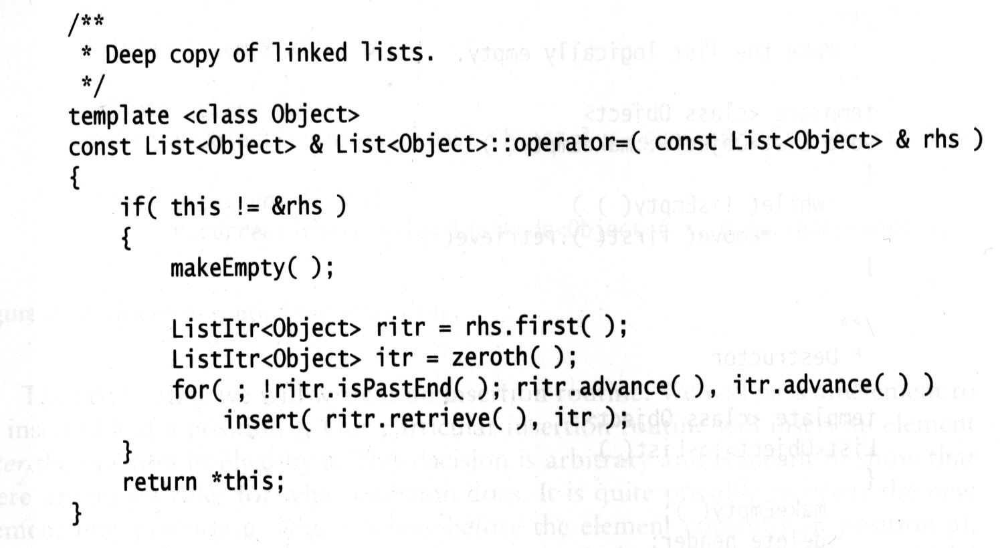 /**
 * Deep copy of linked lists.
 */
template <class Object>
const List<Object> & List<Object>::operator=( const List<Object> & rhs )
{
    if( this != &rhs )
    {
        makeEmpty( );

        ListItr<Object> ritr = rhs.first( );
        ListItr<Object> itr = zeroth( );
        for( ; !ritr.isPastEnd( ); ritr.advance( ), itr.advance( ) )
            insert( ritr.retrieve( ), itr );
    }
    return *this;
}